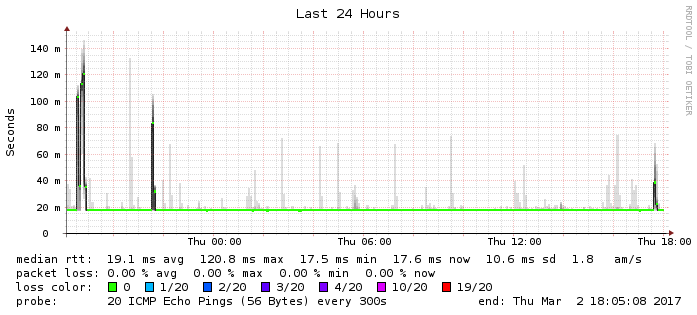 Last 24 Hours
RRDTOOL / TOBI OETIKER
Seconds
140 m
120 m
100 m
80 m
60 m
40 m
20 m
0
Thu 00:00 Thu 06:00 Thu 12:00 Thu 18:00
median rtt: 19.1 ms avg 120.8 ms max 17.5 ms min 17.6 ms now 10.6 ms sd 1.8 am/s
packet loss: 0.00 % avg 0.00 % max 0.00 % min 0.00 % now
loss color: 0 1/20 2/20 3/20 4/20 10/20 19/20
probe: 20 ICMP Echo Pings (56 Bytes) every 300s end: Thu Mar 2 18:05:08 2017